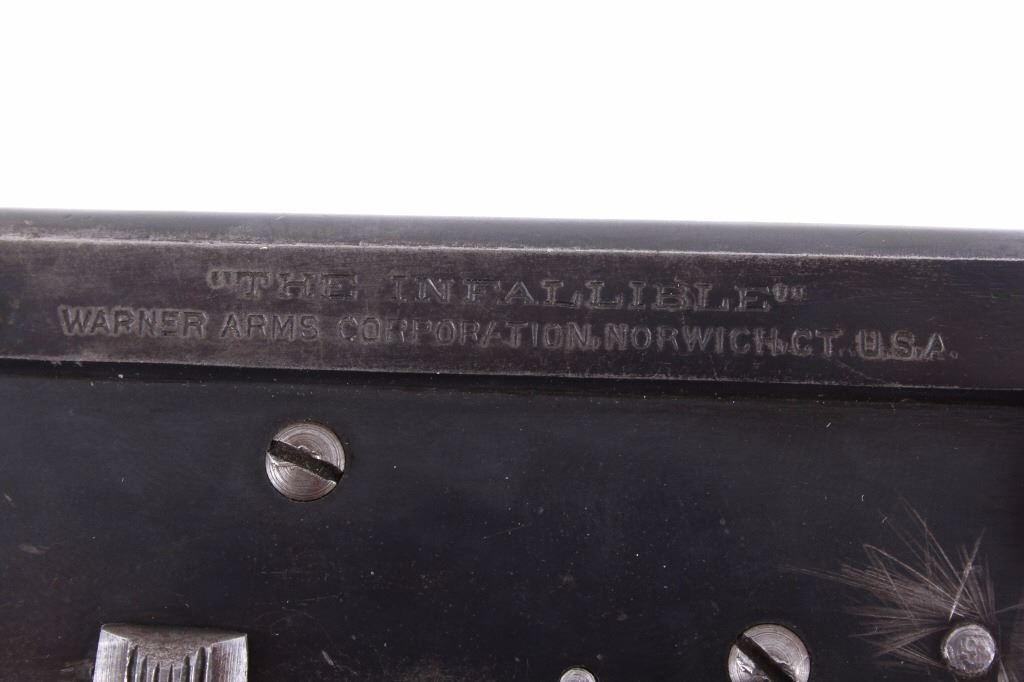 "THE INFALLIBLE"
WARNER ARMS CORPORATION, NORWICH, CT. U.S.A.